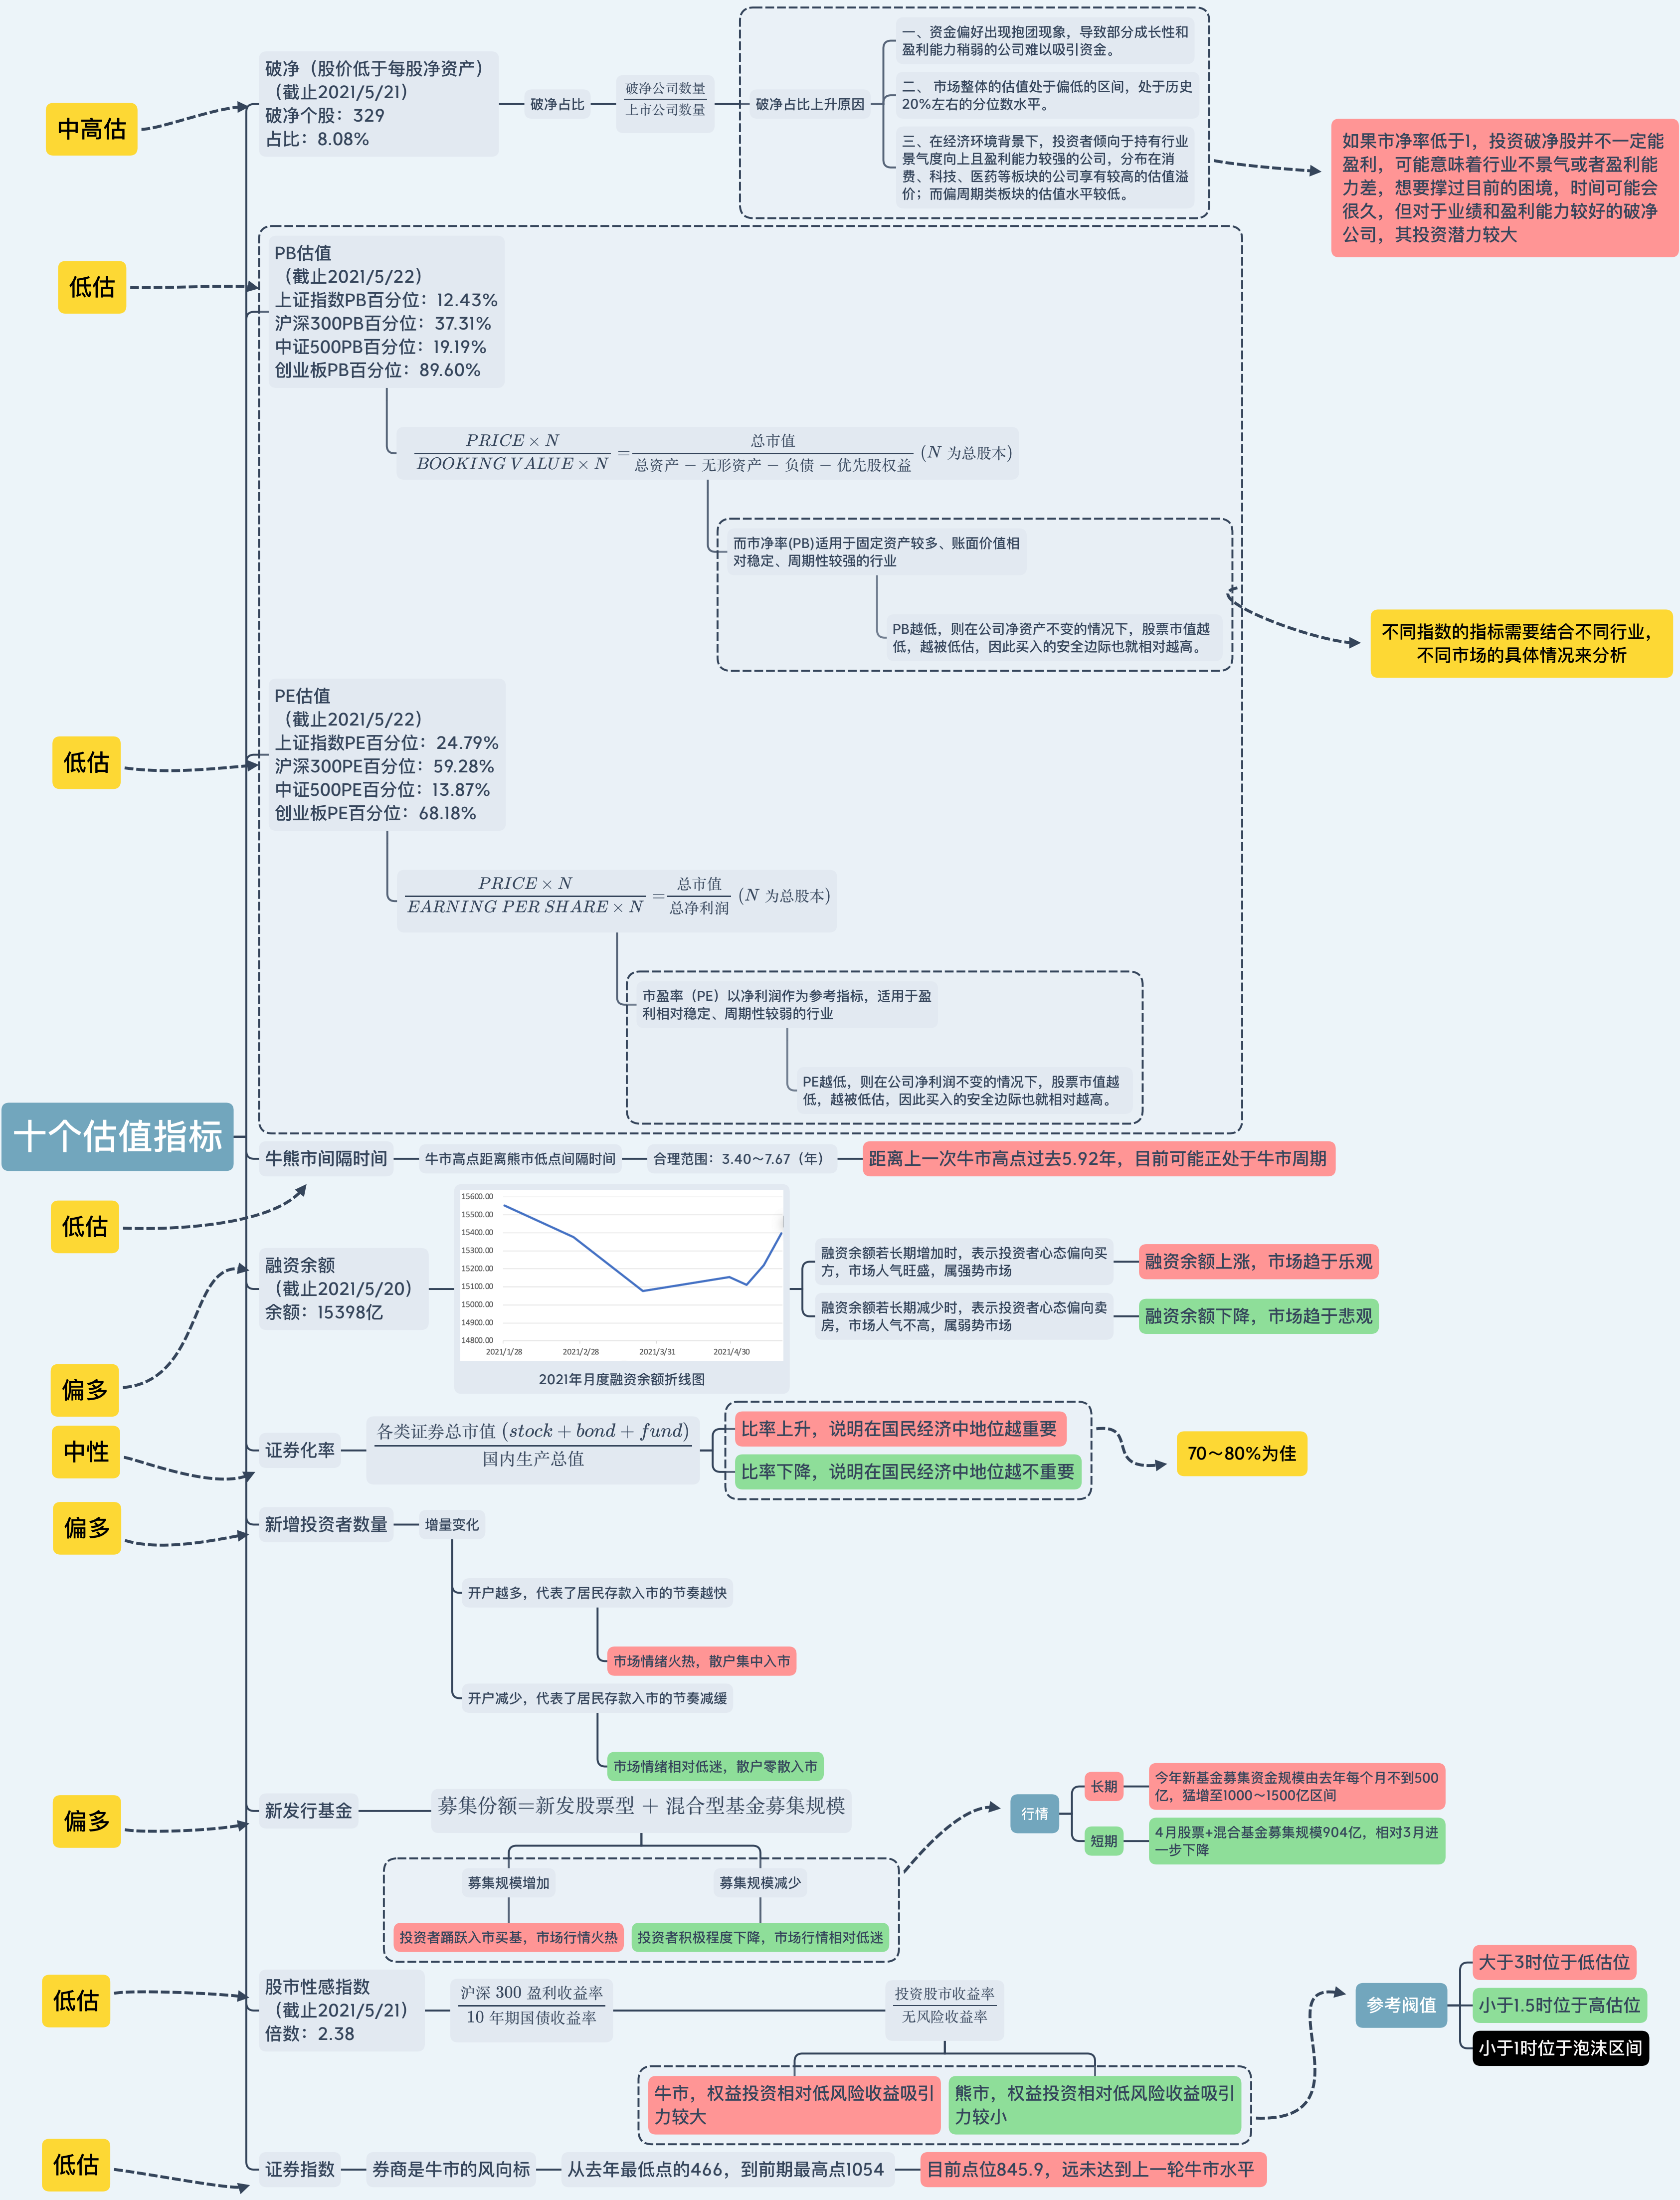 十个估值指标
中高估
破净（股价低于每股净资产）
（截止2021/5/21）
破净个股：329
占比：8.08%
破净占比
破净公司数量
上市公司数量
破净占比上升原因
一、资金偏好出现抱团现象，导致部分成长性和
盈利能力稍弱的公司难以吸引资金。
二、 市场整体的估值处于偏低的区间，处于历史
20%左右的分位数水平。
三、在经济环境背景下，投资者倾向于持有行业
景气度向上且盈利能力较强的公司，分布在消
费、科技、医药等板块的公司享有较高的估值溢
价；而偏周期类板块的估值水平较低。
如果市净率低于1，投资破净股并不一定能
盈利，可能意味着行业不景气或者盈利能
力差，想要撑过目前的困境，时间可能会
很久，但对于业绩和盈利能力较好的破净
公司，其投资潜力较大
低估
PB估值
（截止2021/5/22）
上证指数PB百分位：12.43%
沪深300PB百分位：37.31%
中证500PB百分位：19.19%
创业板PB百分位：89.60%
PRICE × N
BOOKING VALUE × N
=
总市值
总资产 − 无形资产 − 负债 − 优先股权益
(N 为总股本)
而市净率(PB)适用于固定资产较多、账面价值相
对稳定、周期性较强的行业
PB越低，则在公司净资产不变的情况下，股票市值越
低，越被低估，因此买入的安全边际也就相对越高。
不同指数的指标需要结合不同行业，
不同市场的具体情况来分析
低估
PE估值
（截止2021/5/22）
上证指数PE百分位：24.79%
沪深300PE百分位：59.28%
中证500PE百分位：13.87%
创业板PE百分位：68.18%
PRICE × N
EARNING PER SHARE × N
=
总市值
总净利润
(N 为总股本)
市盈率（PE）以净利润作为参考指标，适用于盈
利相对稳定、周期性较弱的行业
PE越低，则在公司净利润不变的情况下，股票市值越
低，越被低估，因此买入的安全边际也就相对越高。
低估
牛熊市间隔时间
牛市高点距离熊市低点间隔时间
合理范围：3.40～7.67（年）
距离上一次牛市高点过去5.92年，目前可能正处于牛市周期
偏多
融资余额
（截止2021/5/20）
余额：15398亿
15600.00
15500.00
15400.00
15300.00
15200.00
15100.00
15000.00
14900.00
14800.00
2021/1/28
2021/2/28
2021/3/31
2021/4/30
2021年月度融资余额折线图
融资余额若长期增加时，表示投资者心态偏向买
方，市场人气旺盛，属强势市场
融资余额上涨，市场趋于乐观
融资余额若长期减少时，表示投资者心态偏向卖
房，市场人气不高，属弱势市场
融资余额下降，市场趋于悲观
中性
证券化率
各类证券总市值 (stock + bond + fund)
国内生产总值
比率上升，说明在国民经济中地位越重要
比率下降，说明在国民经济中地位越不重要
70～80%为佳
偏多
新增投资者数量
增量变化
开户越多，代表了居民存款入市的节奏越快
市场情绪火热，散户集中入市
开户减少，代表了居民存款入市的节奏减缓
市场情绪相对低迷，散户零散入市
偏多
新发行基金
募集份额=新发股票型 + 混合型基金募集规模
募集规模增加
募集规模减少
投资者踊跃入市买基，市场行情火热
投资者积极程度下降，市场行情相对低迷
行情
长期
今年新基金募集资金规模由去年每个月不到500
亿，猛增至1000～1500亿区间
短期
4月股票+混合基金募集规模904亿，相对3月进
一步下降
低估
股市性感指数
（截止2021/5/21）
倍数：2.38
沪深 300 盈利收益率
10 年期国债收益率
投资股市收益率
无风险收益率
牛市，权益投资相对低风险收益吸引
力较大
熊市，权益投资相对低风险收益吸引
力较小
参考阀值
大于3时位于低估位
小于1.5时位于高估位
小于1时位于泡沫区间
低估
证券指数
券商是牛市的风向标
从去年最低点的466，到前期最高点1054
目前点位845.9，远未达到上一轮牛市水平